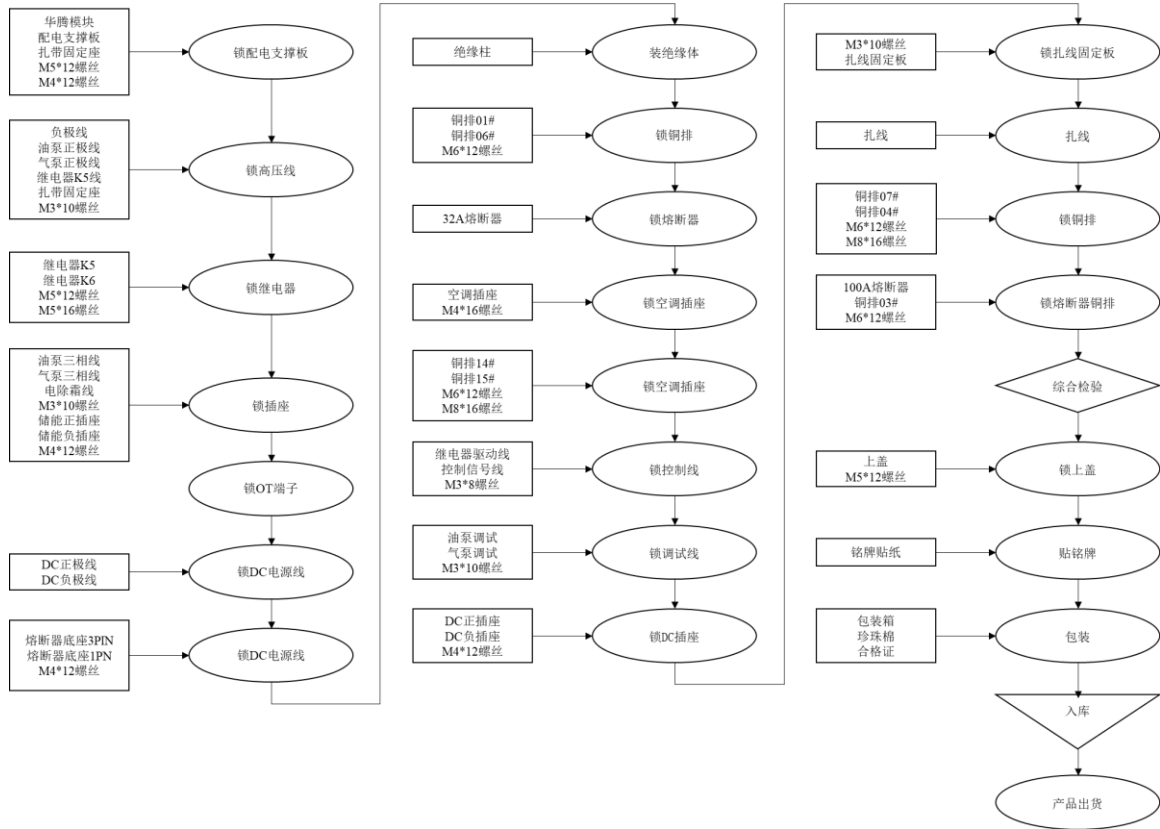 华腾模块
配电支撑板
扎带固定座
M5*12螺丝
M4*12螺丝
锁配电支撑板
负极线
油泵正极线
气泵正极线
继电器K5线
扎带固定座
M3*10螺丝
锁高压线
继电器K5
继电器K6
M5*12螺丝
M5*16螺丝
锁继电器
油泵三相线
气泵三相线
电除霜线
M3*10螺丝
储能正插座
储能负插座
M4*12螺丝
锁插座
锁OT端子
DC正极线
DC负极线
锁DC电源线
熔断器底座3PIN
熔断器底座1PN
M4*12螺丝
锁DC电源线
绝缘柱
装绝缘体
铜排01#
铜排06#
M6*12螺丝
锁铜排
32A熔断器
锁熔断器
空调插座
M4*16螺丝
锁空调插座
铜排14#
铜排15#
M6*12螺丝
M8*16螺丝
锁空调插座
继电器驱动线
控制信号线
M3*8螺丝
锁控制线
油泵调试
气泵调试
M3*10螺丝
锁调试线
DC正插座
DC负插座
M4*12螺丝
锁DC插座
M3*10螺丝
扎线固定板
锁扎线固定板
扎线
扎线
铜排07#
铜排04#
M6*12螺丝
M8*16螺丝
锁铜排
100A熔断器
铜排03#
M6*12螺丝
锁熔断器铜排
综合检验
上盖
M5*12螺丝
锁上盖
铭牌贴纸
贴铭牌
包装箱
珍珠棉
合格证
包装
入库
产品出货